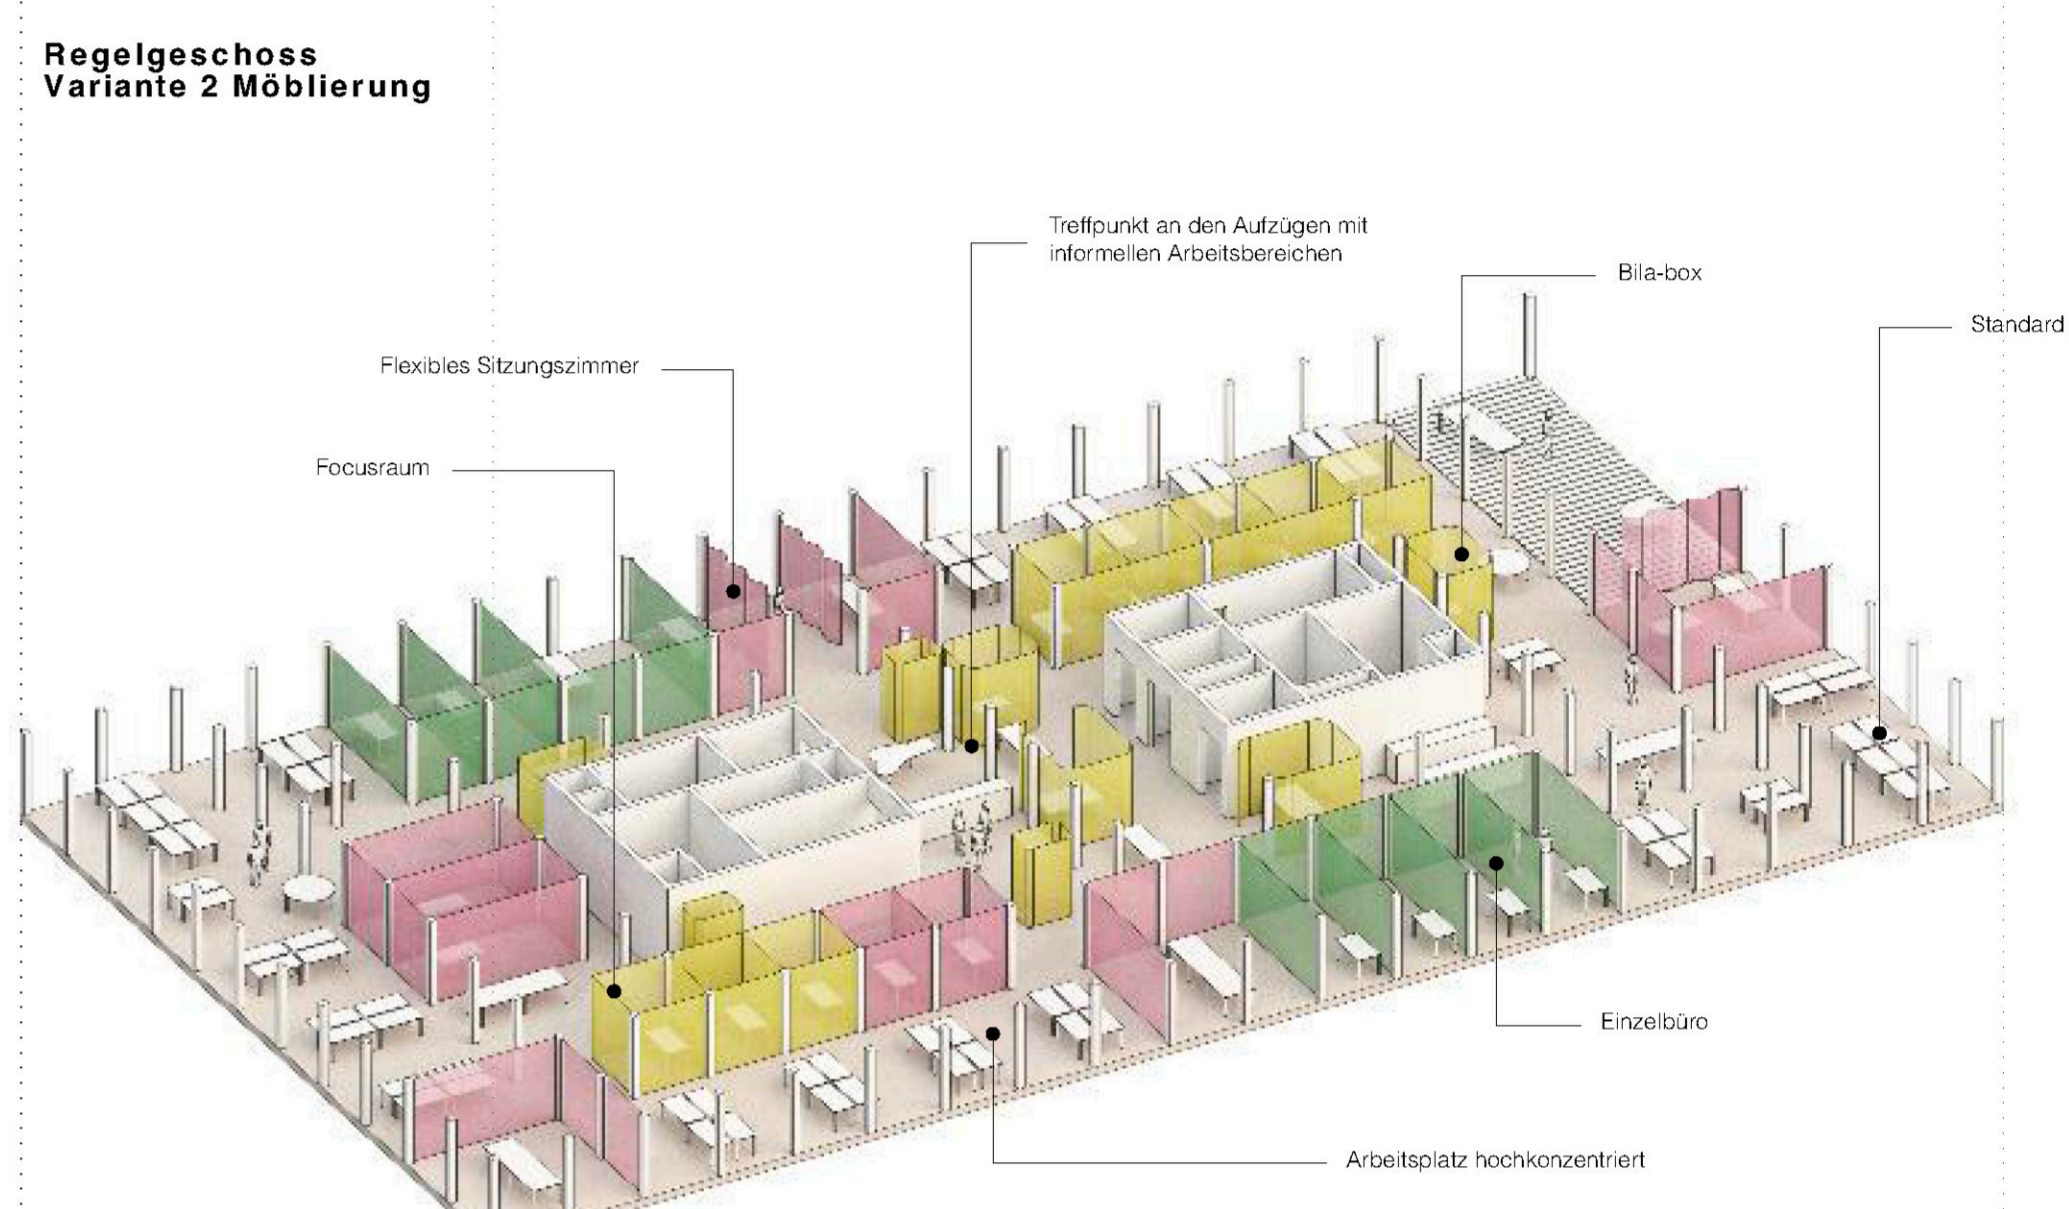 Regelgeschoss
Variante 2 Möblierung
Treffpunkt an den Aufzügen mit
informellen Arbeitsbereichen
Bila-box
Standard
Flexibles Sitzungszimmer
Focusraum
Einzelbüro
Arbeitsplatz hochkonzentriert